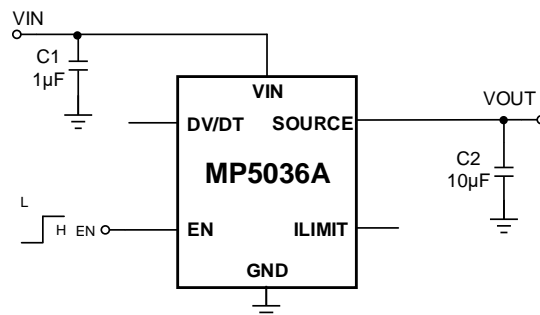 VIN
C1
1µF
VIN
DV/DT
SOURCE
VOUT
MP5036A
C2
10µF
L
H
EN
EN
ILIMIT
GND